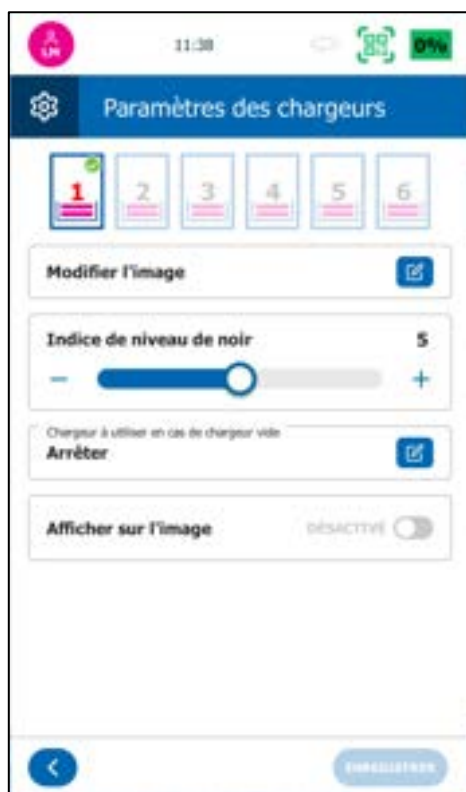 LM
11:38
0%
Paramètres des chargeurs
1 2 3 4 5 6
Modifier l'image
Indice de niveau de noir 5
− +
Chargeur à utiliser en cas de chargeur vide
Arrêter
Afficher sur l'image DÉSACTIVÉ
ENREGISTRER